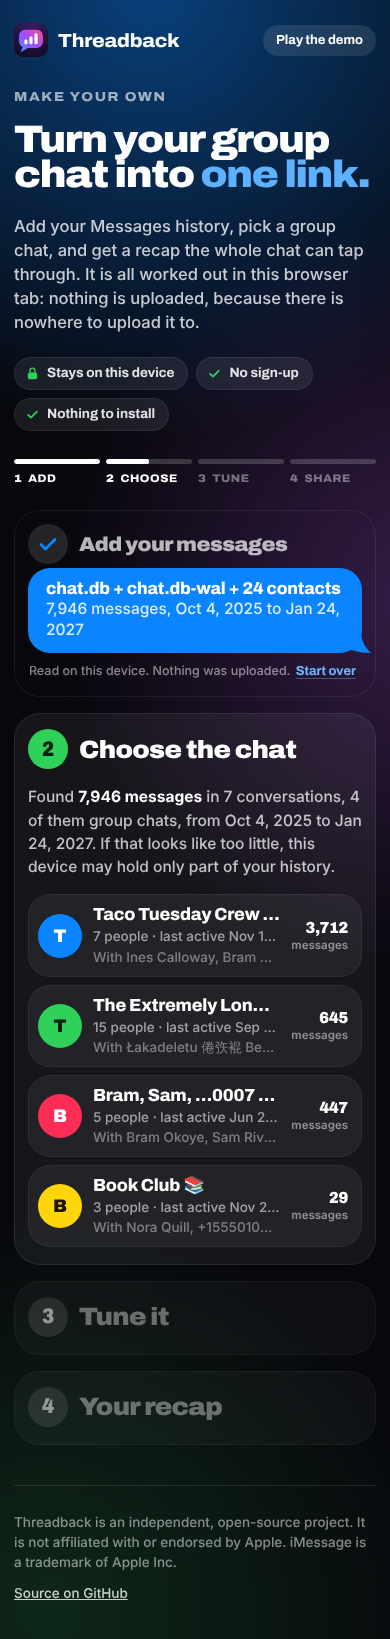 Threadback
Play the demo
MAKE YOUR OWN
Turn your group
chat into one link.
Add your Messages history, pick a group
chat, and get a recap the whole chat can tap
through. It is all worked out in this browser
tab: nothing is uploaded, because there is
nowhere to upload it to.
Stays on this device
No sign-up
Nothing to install
1 ADD
2 CHOOSE
3 TUNE
4 SHARE
Add your messages
chat.db + chat.db-wal + 24 contacts
7,946 messages, Oct 4, 2025 to Jan 24,
2027
Read on this device. Nothing was uploaded. Start over
2
Choose the chat
Found 7,946 messages in 7 conversations, 4
of them group chats, from Oct 4, 2025 to Jan
24, 2027. If that looks like too little, this
device may hold only part of your history.
T
Taco Tuesday Crew ...
7 people · last active Nov 1...
With Ines Calloway, Bram ...
3,712
messages
T
The Extremely Lon...
15 people · last active Sep ...
With Łakadeletu 倦 Be...
645
messages
B
Bram, Sam, ...0007 ...
5 people · last active Jun 2...
With Bram Okoye, Sam Riv...
447
messages
B
Book Club 📚
3 people · last active Nov 2...
With Nora Quill, +1555010...
29
messages
3
Tune it
4
Your recap
Threadback is an independent, open-source project. It
is not affiliated with or endorsed by Apple. iMessage is
a trademark of Apple Inc.
Source on GitHub